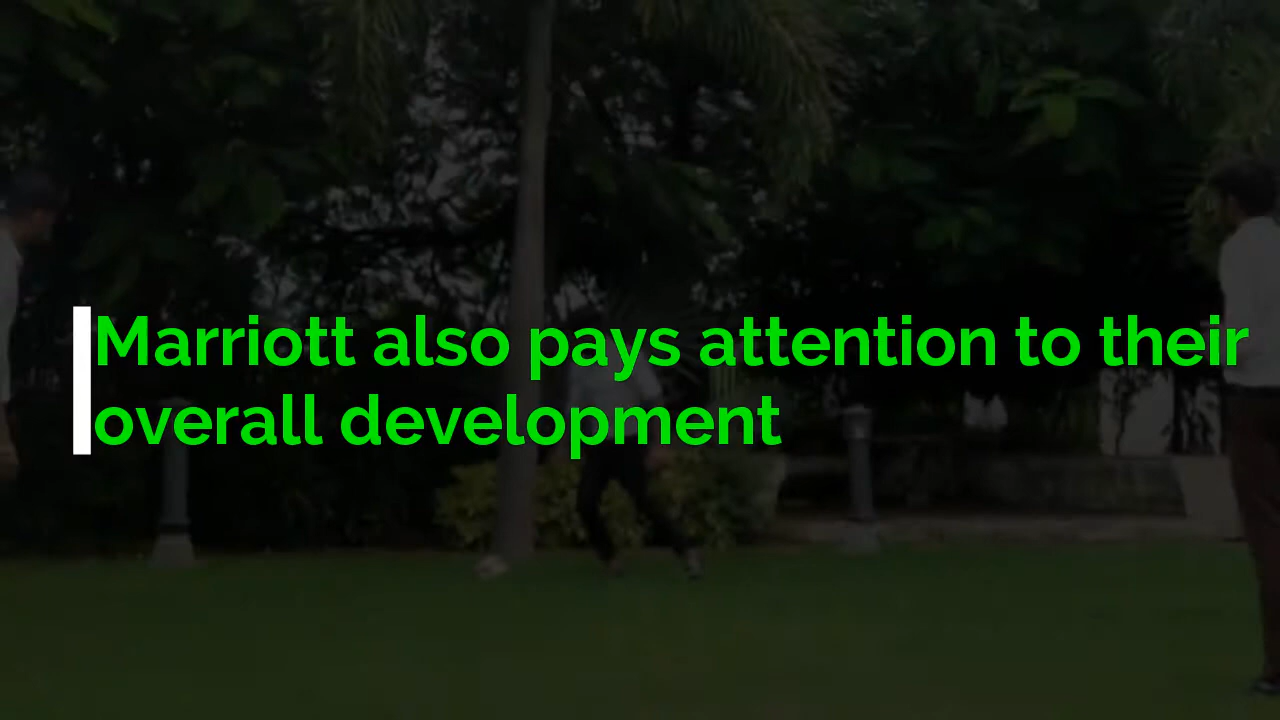 Marriott also pays attention to their
overall development